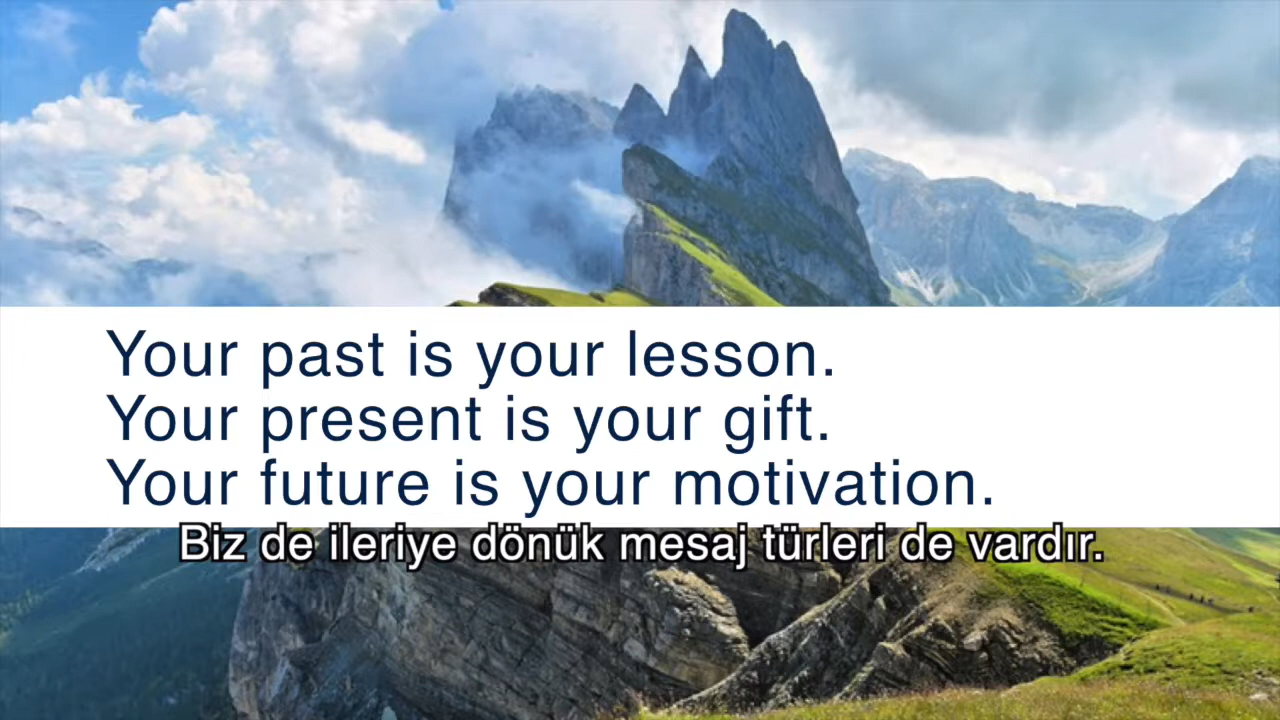 Your past is your lesson.
Your present is your gift.
Your future is your motivation.
Biz de ileriye dönük mesaj türleri de vardır.